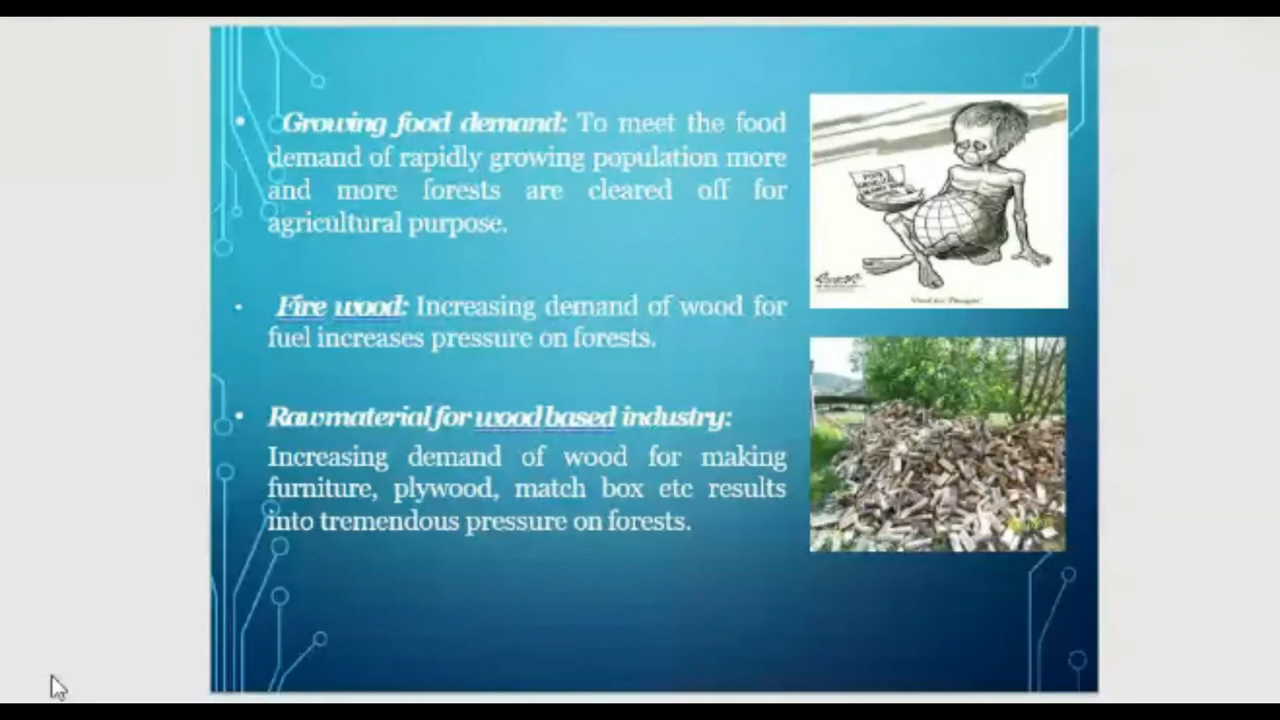 • Growing food demand: To meet the food
demand of rapidly growing population more
and more forests are cleared off for
agricultural purpose.
• Fire wood: Increasing demand of wood for
fuel increases pressure on forests.
• Raw material for wood based industry:
Increasing demand of wood for making
furniture, plywood, match box etc results
into tremendous pressure on forests.